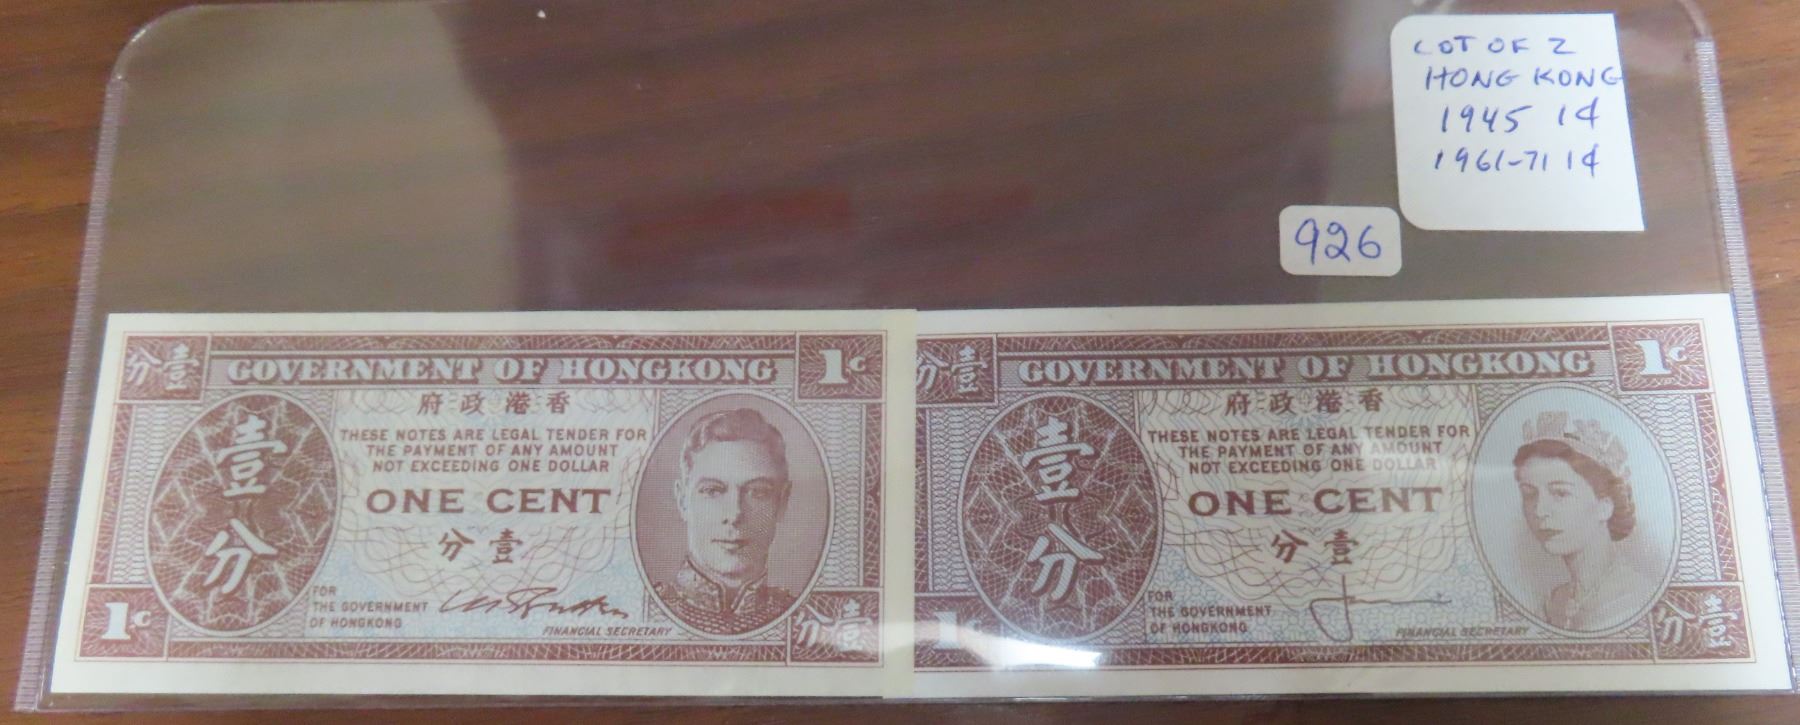 LOT OF 2
HONG KONG
1945 1¢
1961-71 1¢
926
分壹
GOVERNMENT OF HONGKONG
1c
府政港香
THESE NOTES ARE LEGAL TENDER FOR
THE PAYMENT OF ANY AMOUNT
NOT EXCEEDING ONE DOLLAR
ONE CENT
分壹
壹
分
FOR
THE GOVERNMENT
OF HONGKONG
FINANCIAL SECRETARY
1c
分壹
分壹
GOVERNMENT OF HONGKONG
1c
府政港香
THESE NOTES ARE LEGAL TENDER FOR
THE PAYMENT OF ANY AMOUNT
NOT EXCEEDING ONE DOLLAR
ONE CENT
分壹
壹
分
FOR
THE GOVERNMENT
OF HONGKONG
FINANCIAL SECRETARY
1c
分壹